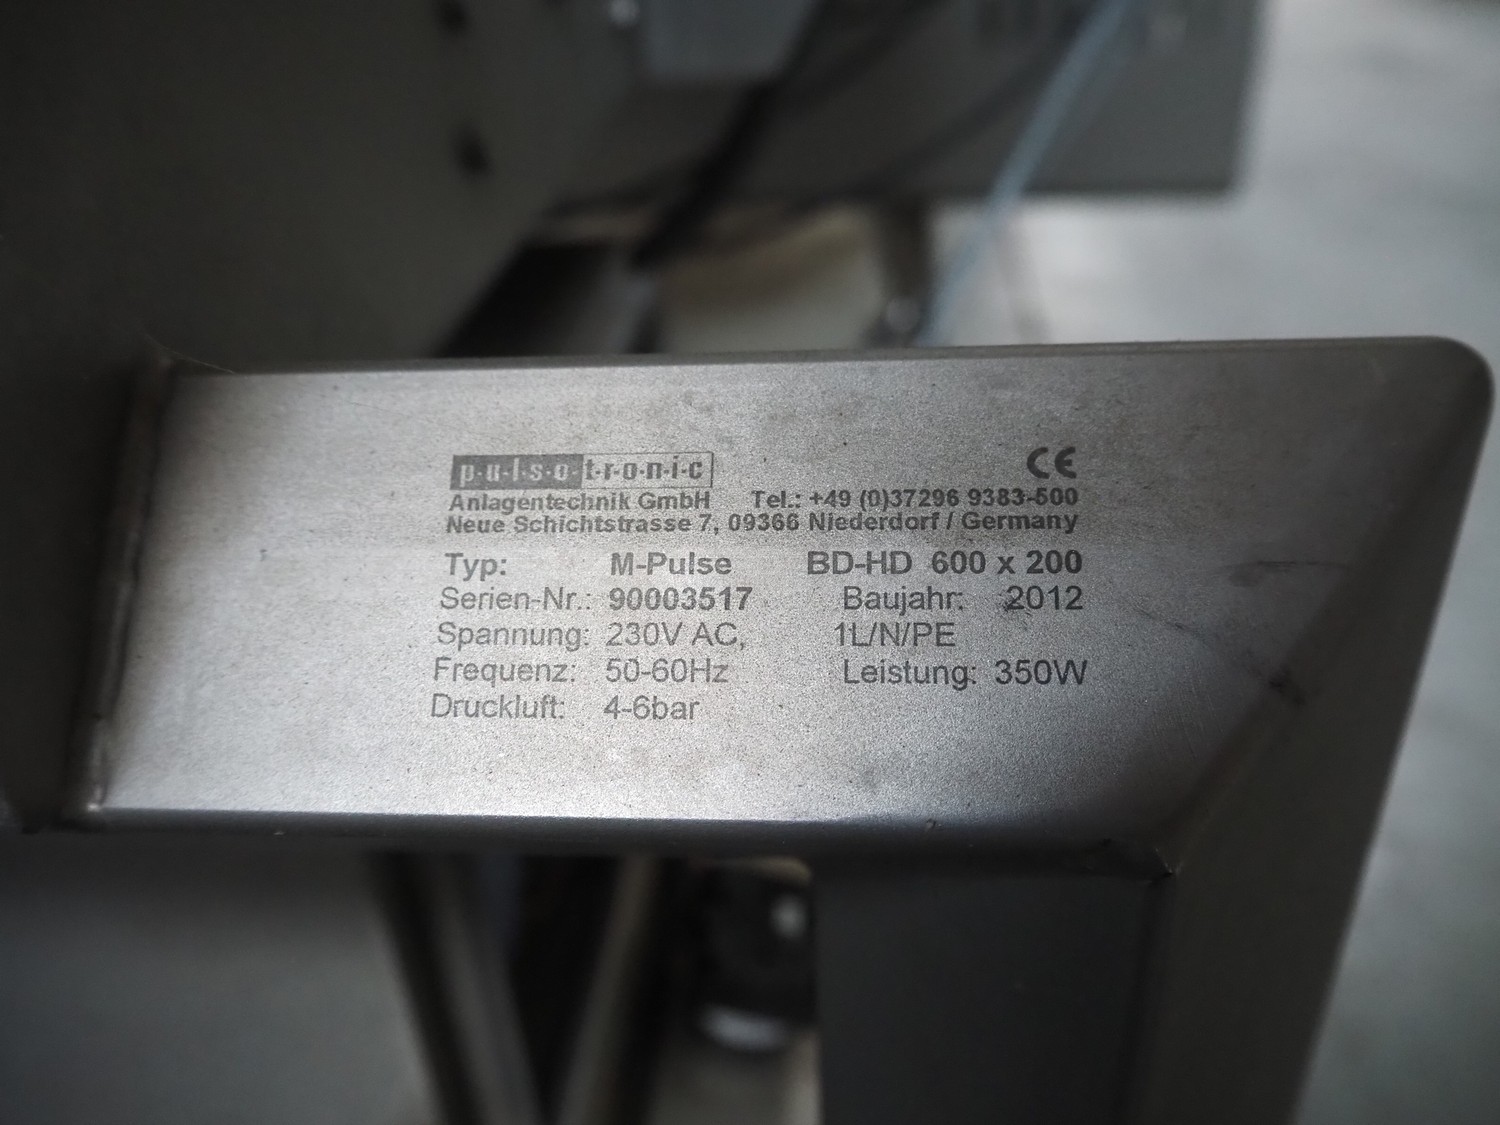 p·u·l·s·o·t·r·o·n·i·c CE
Anlagentechnik GmbH Tel.: +49 (0)37296 9383-500
Neue Schichtstrasse 7, 09366 Niederdorf / Germany
Typ: M-Pulse BD-HD 600 x 200
Serien-Nr.: 90003517 Baujahr: 2012
Spannung: 230V AC, 1L/N/PE
Frequenz: 50-60Hz Leistung: 350W
Druckluft: 4-6bar